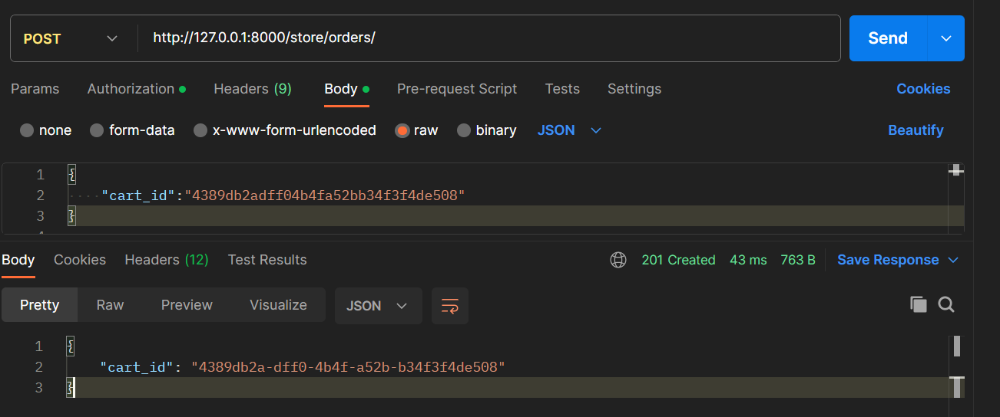 POST http://127.0.0.1:8000/store/orders/ Send
Params Authorization Headers (9) Body Pre-request Script Tests Settings Cookies
none form-data x-www-form-urlencoded raw binary JSON Beautify
1 {
2 "cart_id":"4389db2adff04b4fa52bb34f3f4de508"
3 }
Body Cookies Headers (12) Test Results 201 Created 43 ms 763 B Save Response
Pretty Raw Preview Visualize JSON
1 {
2 "cart_id": "4389db2a-dff0-4b4f-a52b-b34f3f4de508"
3 }